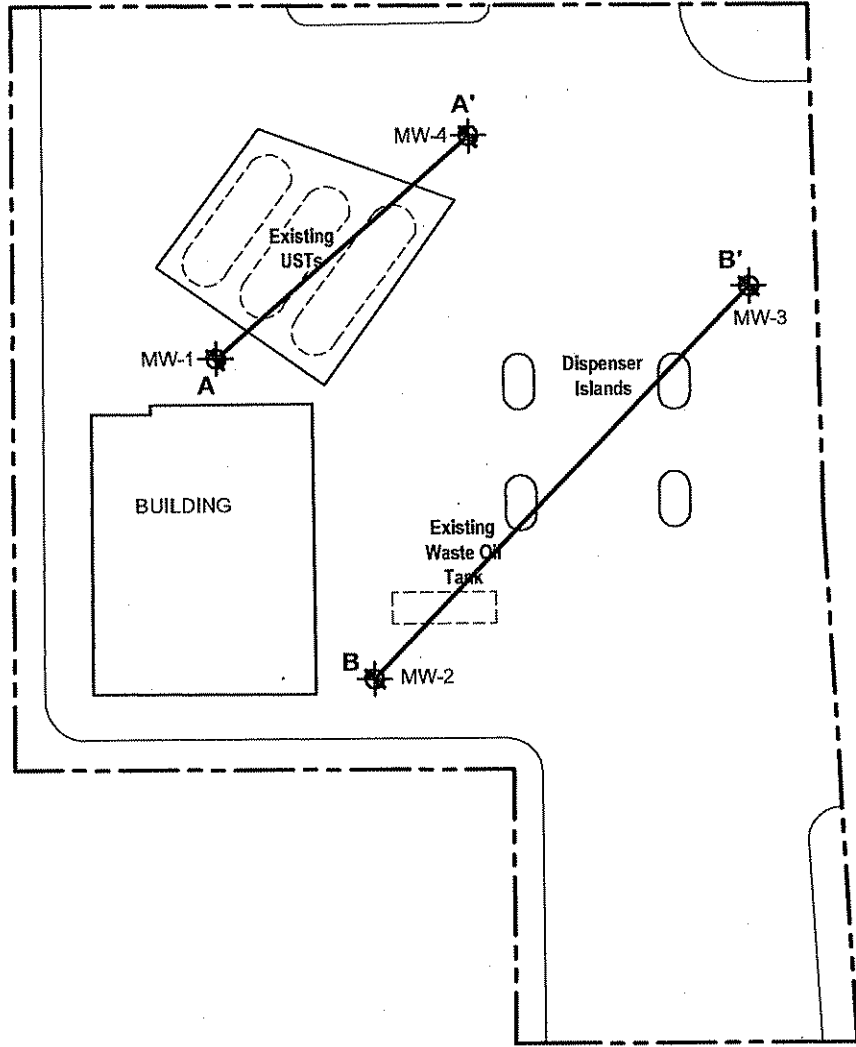 A'
MW-4
Existing
USTs
B'
MW-3
MW-1
A
Dispenser
Islands
BUILDING
Existing
Waste Oil
Tank
B
MW-2